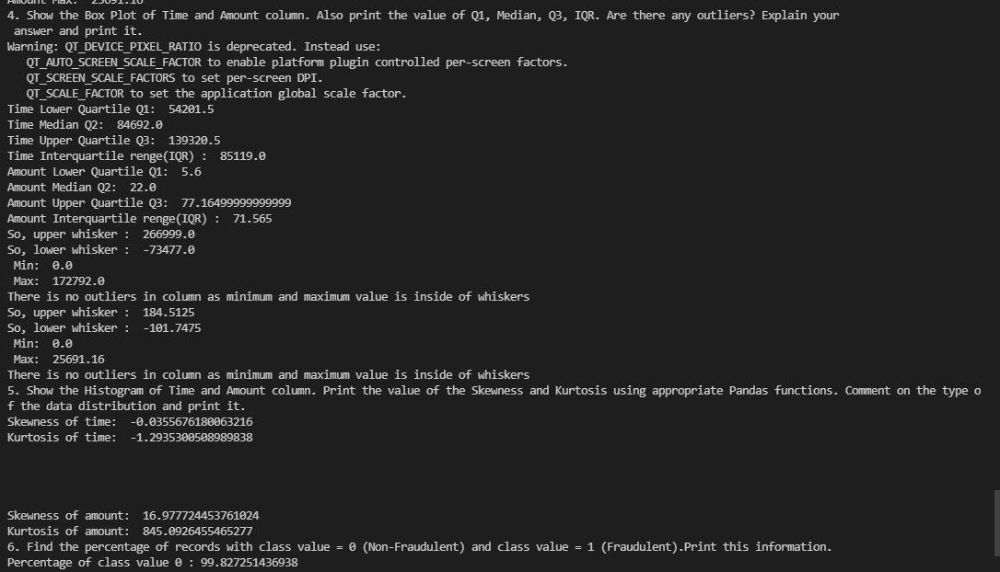 Amount Max:  25691.16
4. Show the Box Plot of Time and Amount column. Also print the value of Q1, Median, Q3, IQR. Are there any outliers? Explain your
 answer and print it.
Warning: QT_DEVICE_PIXEL_RATIO is deprecated. Instead use:
   QT_AUTO_SCREEN_SCALE_FACTOR to enable platform plugin controlled per-screen factors.
   QT_SCREEN_SCALE_FACTORS to set per-screen DPI.
   QT_SCALE_FACTOR to set the application global scale factor.
Time Lower Quartile Q1:  54201.5
Time Median Q2:  84692.0
Time Upper Quartile Q3:  139320.5
Time Interquartile renge(IQR) :  85119.0
Amount Lower Quartile Q1:  5.6
Amount Median Q2:  22.0
Amount Upper Quartile Q3:  77.16499999999999
Amount Interquartile renge(IQR) :  71.565
So, upper whisker :  266999.0
So, lower whisker :  -73477.0
 Min:  0.0
 Max:  172792.0
There is no outliers in column as minimum and maximum value is inside of whiskers
So, upper whisker :  184.5125
So, lower whisker :  -101.7475
 Min:  0.0
 Max:  25691.16
There is no outliers in column as minimum and maximum value is inside of whiskers
5. Show the Histogram of Time and Amount column. Print the value of the Skewness and Kurtosis using appropriate Pandas functions. Comment on the type o
f the data distribution and print it.
Skewness of time:  -0.0355676180063216
Kurtosis of time:  -1.2935300508989838
Skewness of amount:  16.977724453761024
Kurtosis of amount:  845.0926455465277
6. Find the percentage of records with class value = 0 (Non-Fraudulent) and class value = 1 (Fraudulent).Print this information.
Percentage of class value 0 : 99.827251436938